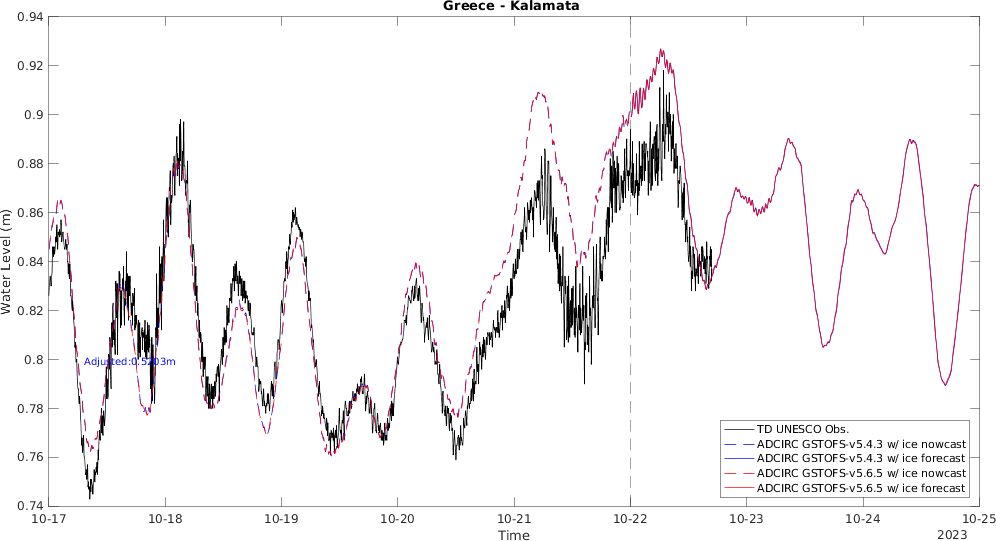 Greece - Kalamata
0.94
0.92
0.9
0.88
0.86
0.84
0.82
0.8
0.78
0.76
0.74
Water Level (m)
Adjusted:0.5203m
TD UNESCO Obs.
ADCIRC GSTOFS-v5.4.3 w/ ice nowcast
ADCIRC GSTOFS-v5.4.3 w/ ice forecast
ADCIRC GSTOFS-v5.6.5 w/ ice nowcast
ADCIRC GSTOFS-v5.6.5 w/ ice forecast
10-17 10-18 10-19 10-20 10-21 10-22 10-23 10-24 10-25
Time
2023